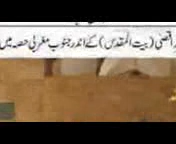 اقصیٰ (بیت المقدس) کے اندر جنوب مغربی حصہ میں